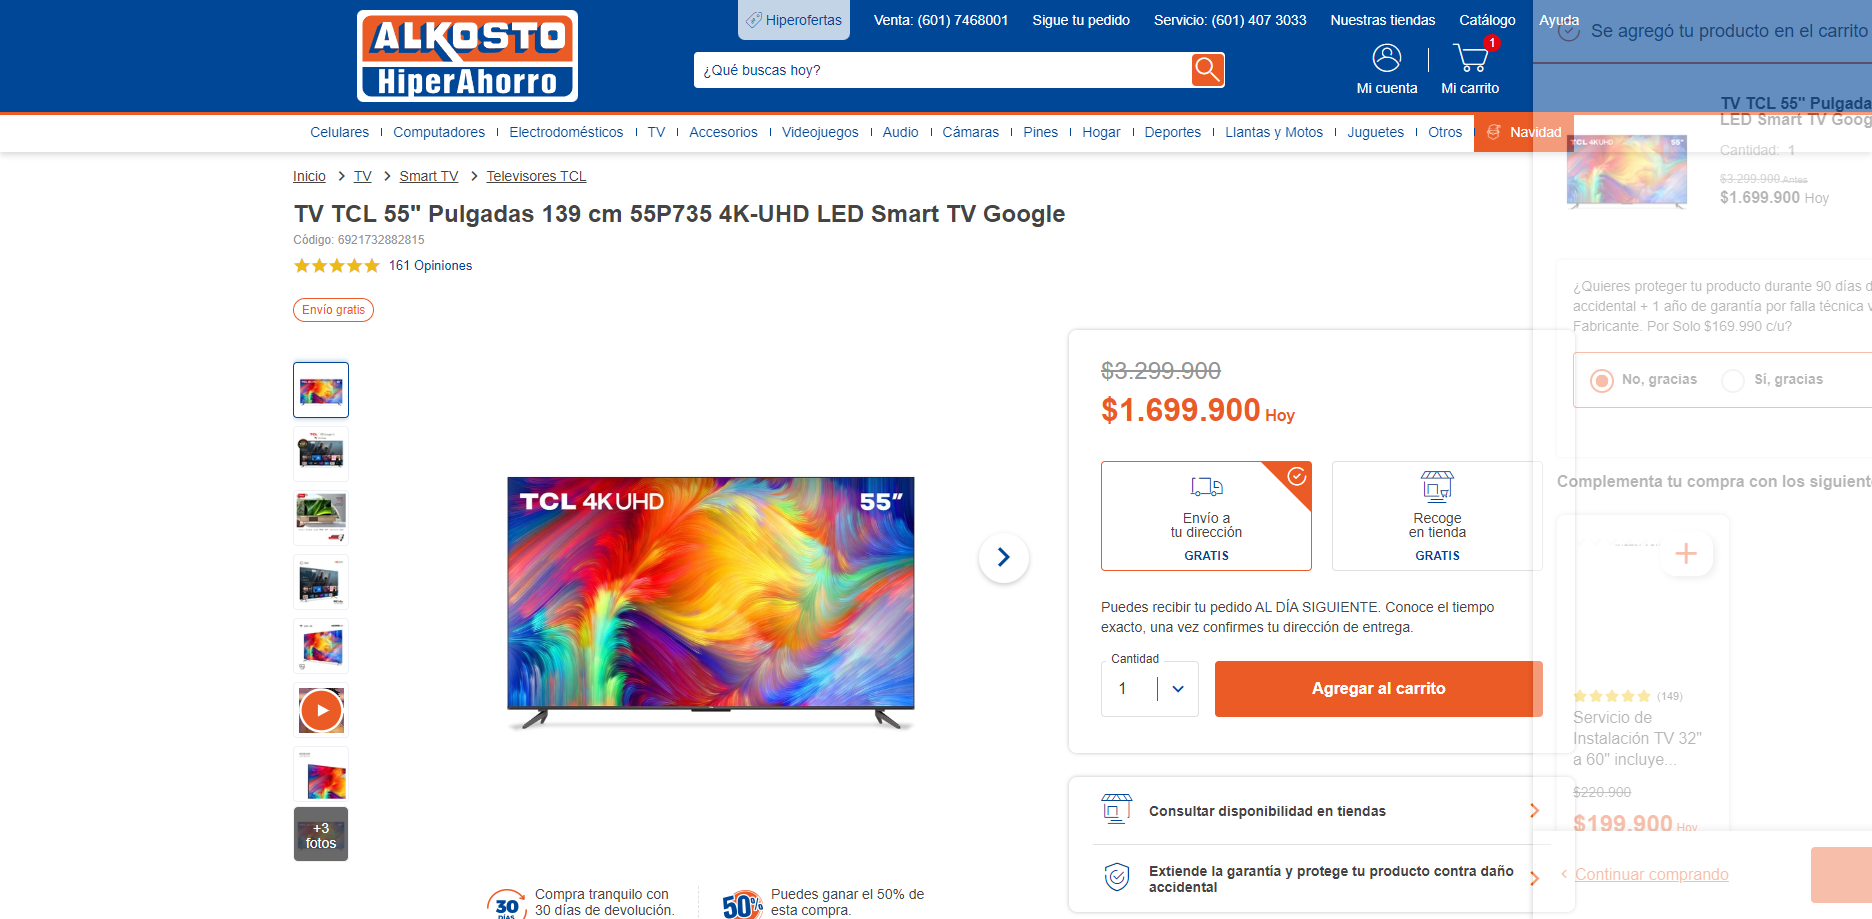 Hiperofertas
Venta: (601) 7468001
Sigue tu pedido
Servicio: (601) 407 3033
Nuestras tiendas
Catálogo
Ayuda
ALKOSTO
HiperAhorro
¿Qué buscas hoy?
Mi cuenta
1
Mi carrito
Se agregó tu producto en el carrito
Celulares
Computadores
Electrodomésticos
TV
Accesorios
Videojuegos
Audio
Cámaras
Pines
Hogar
Deportes
Llantas y Motos
Juguetes
Otros
Navidad
Inicio
TV
Smart TV
Televisores TCL
TV TCL 55" Pulgadas 139 cm 55P735 4K-UHD LED Smart TV Google
Código: 6921732882815
161 Opiniones
Envío gratis
+3
fotos
TCL 4K UHD
55"
$3.299.900
$1.699.900 Hoy
Envío a
tu dirección
GRATIS
Recoge
en tienda
GRATIS
Puedes recibir tu pedido AL DÍA SIGUIENTE. Conoce el tiempo
exacto, una vez confirmes tu dirección de entrega.
Cantidad
1
Agregar al carrito
Consultar disponibilidad en tiendas
Extiende la garantía y protege tu producto contra daño
accidental
30
DÍAS
Compra tranquilo con
30 días de devolución.
50%
Puedes ganar el 50% de
esta compra.
TV TCL 55" Pulgada
LED Smart TV Goog
TCL 4K UHD
55"
Cantidad: 1
$3.299.900 Antes
$1.699.900 Hoy
¿Quieres proteger tu producto durante 90 días d
accidental + 1 año de garantía por falla técnica v
Fabricante. Por Solo $169.990 c/u?
No, gracias
Sí, gracias
Complementa tu compra con los siguient
(149)
Servicio de
Instalación TV 32"
a 60" incluye...
$220.900
$199.900 Hoy
Continuar comprando